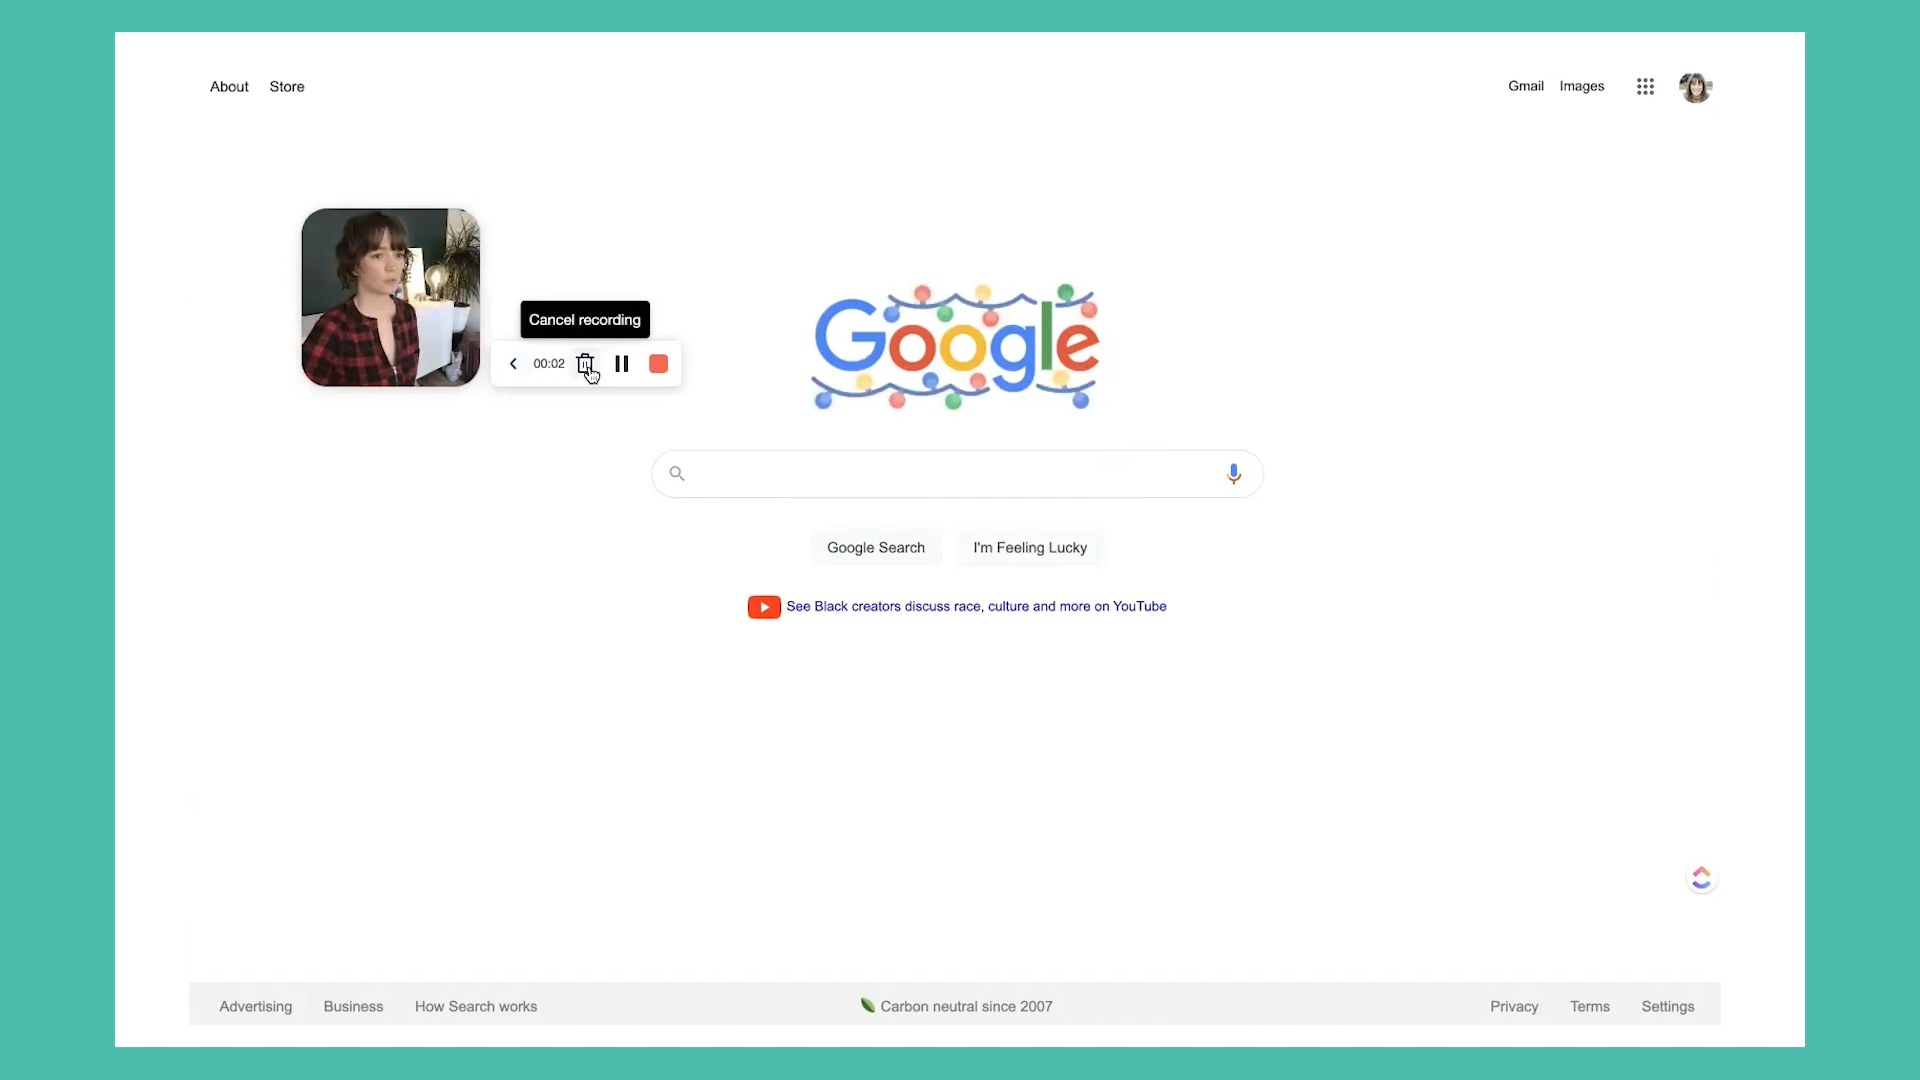 About Store
Gmail Images
Cancel recording
00:02
Google
Google Search I'm Feeling Lucky
See Black creators discuss race, culture and more on YouTube
Advertising Business How Search works
Carbon neutral since 2007
Privacy Terms Settings